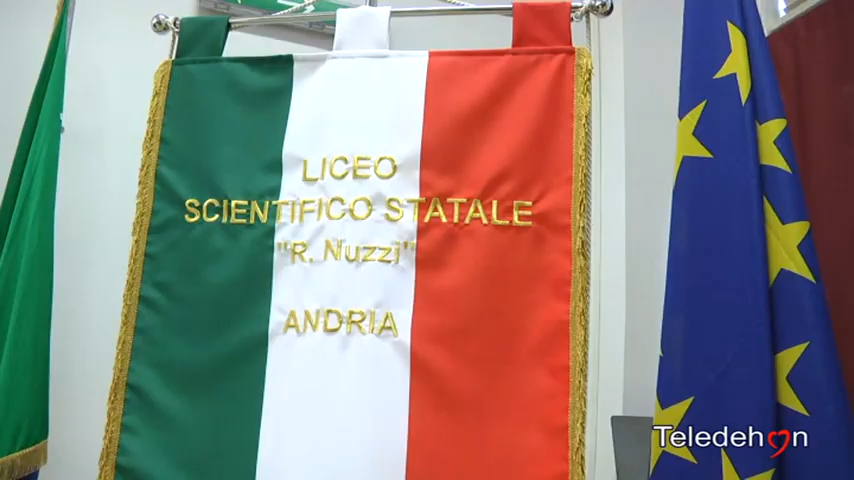 LICEO
SCIENTIFICO STATALE
"R. Nuzzi"
ANDRIA
Teledehon